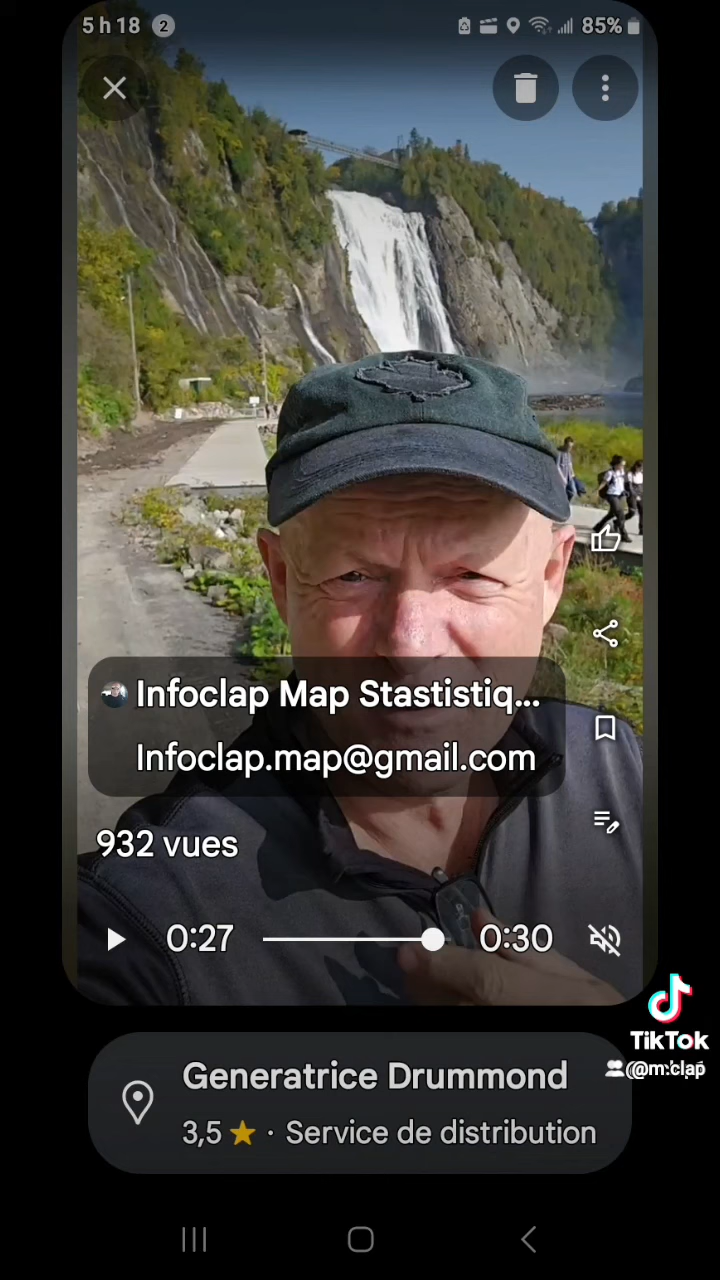 5 h 18 2 85%
Infoclap Map Stastistiq...
Infoclap.map@gmail.com
932 vues
0:27 0:30
TikTok
Generatrice Drummond
3,5 · Service de distribution